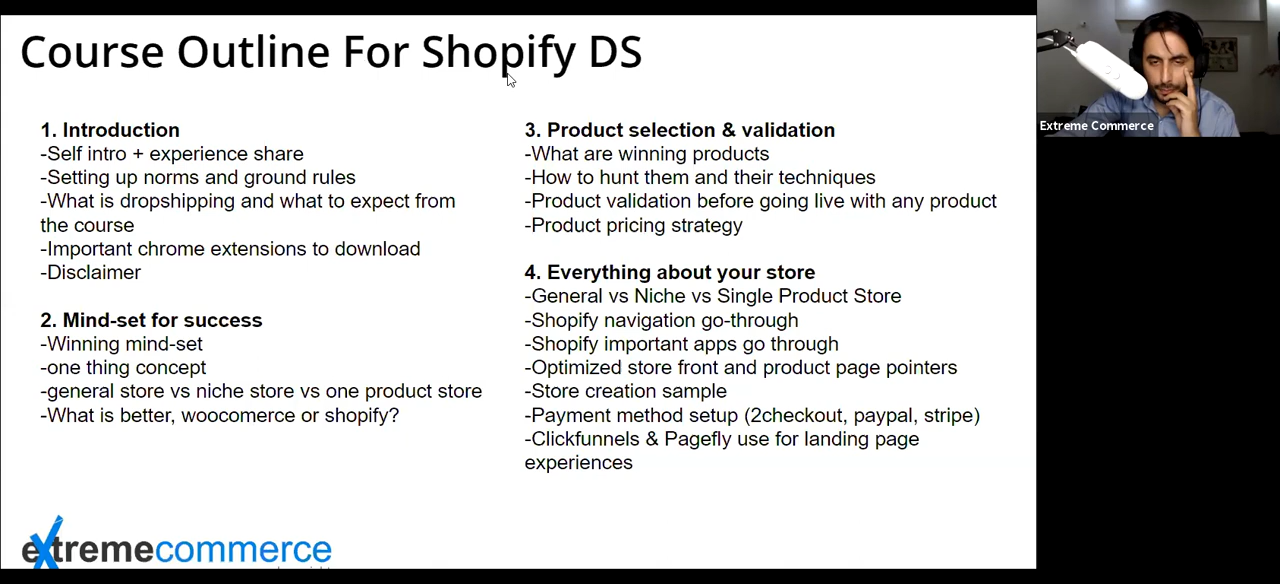 Course Outline For Shopify DS
1. Introduction
-Self intro + experience share
-Setting up norms and ground rules
-What is dropshipping and what to expect from
the course
-Important chrome extensions to download
-Disclaimer
2. Mind-set for success
-Winning mind-set
-one thing concept
-general store vs niche store vs one product store
-What is better, woocomerce or shopify?
3. Product selection & validation
-What are winning products
-How to hunt them and their techniques
-Product validation before going live with any product
-Product pricing strategy
4. Everything about your store
-General vs Niche vs Single Product Store
-Shopify navigation go-through
-Shopify important apps go through
-Optimized store front and product page pointers
-Store creation sample
-Payment method setup (2checkout, paypal, stripe)
-Clickfunnels & Pagefly use for landing page
experiences
extremecommerce
Extreme Commerce